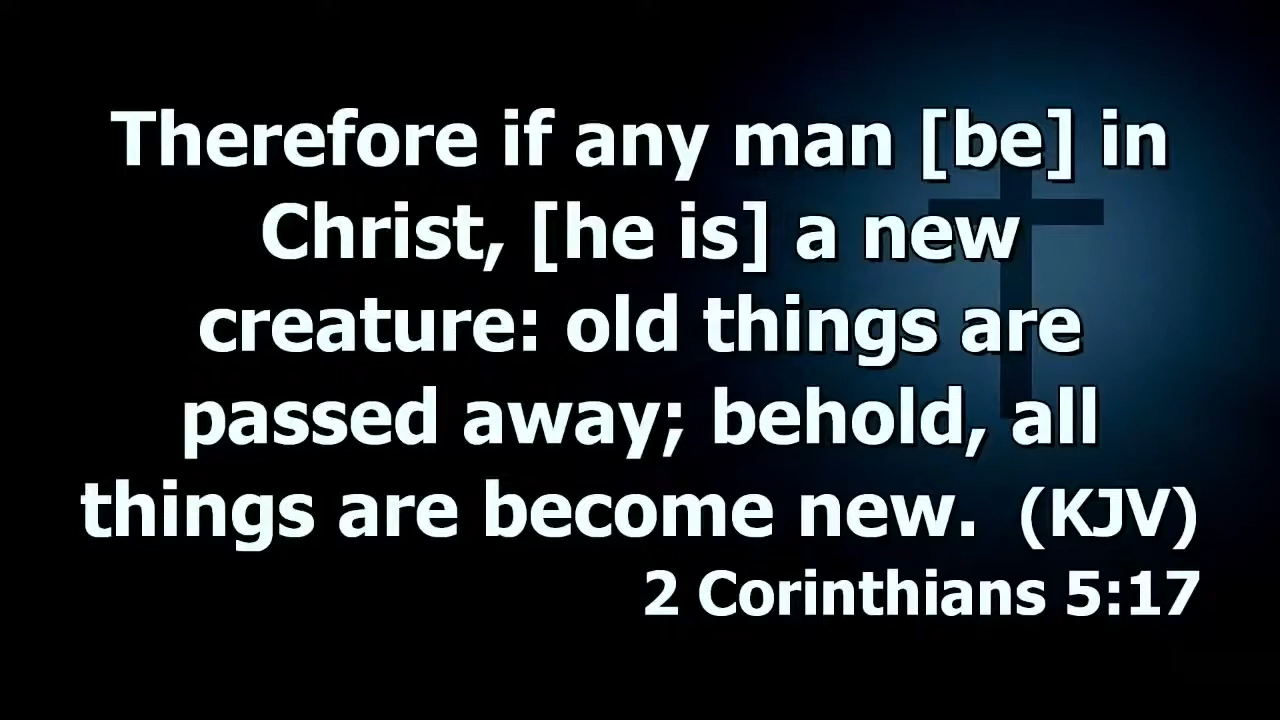 Therefore if any man [be] in
Christ, [he is] a new
creature: old things are
passed away; behold, all
things are become new.  (KJV)
2 Corinthians 5:17